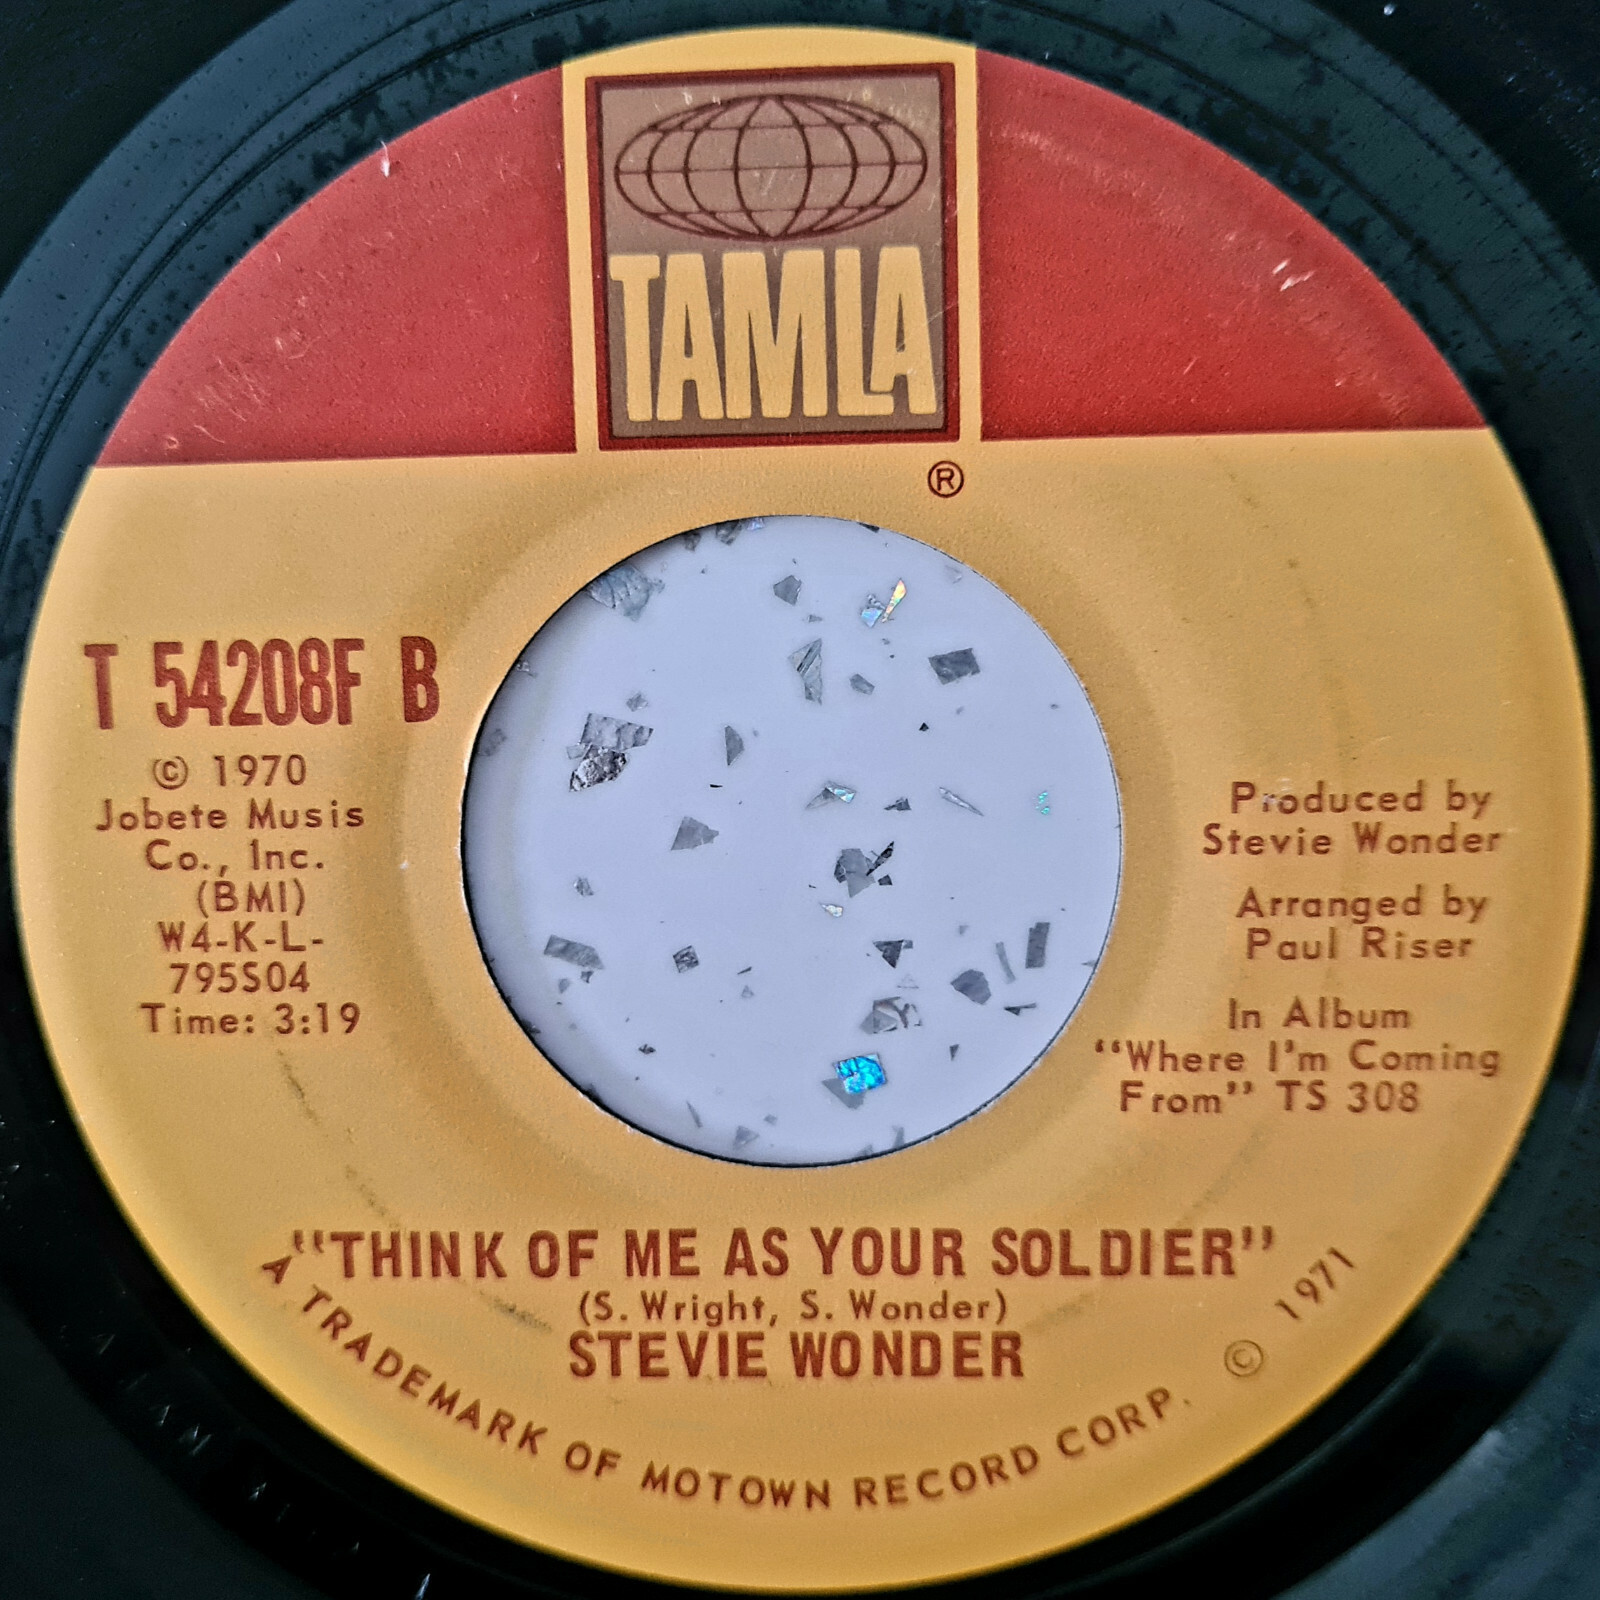 TAMLA
®
T 54208F B
© 1970
Jobete Musis
Co., Inc.
(BMI)
W4-K-L-
795S04
Time: 3:19
Produced by
Stevie Wonder
Arranged by
Paul Riser
In Album
“Where I'm Coming
From” TS 308
"THINK OF ME AS YOUR SOLDIER"
(S. Wright, S. Wonder)
STEVIE WONDER
A TRADEMARK OF MOTOWN RECORD CORP. © 1971